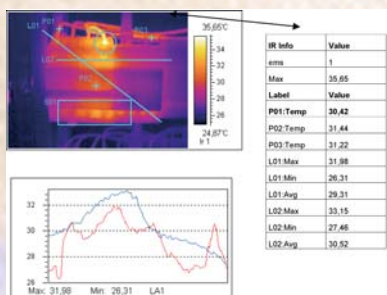 L01
P01
P03
L02
P02
35,65'C
34
32
30
28
26
24,87'C
Ir 1
IR Info Value
ems 1
Max 35,65
Label Value
P01:Temp 30,42
P02:Temp 31,44
P03:Temp 31,22
L01:Max 31,98
L01:Min 26,31
L01:Avg 29,31
L02:Max 33,15
L02:Min 27,46
L02:Avg 30,52
32
30
28
26
Max: 31,98 Min: 26,31 LA1